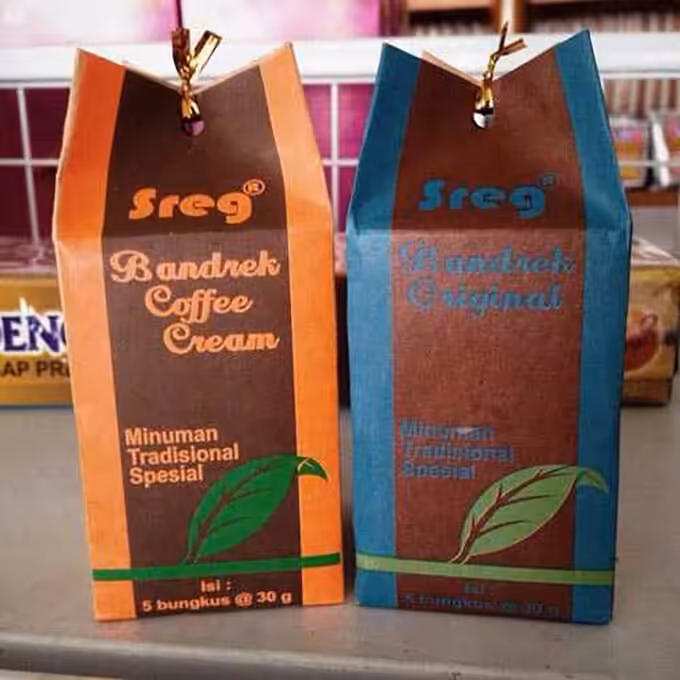 Sreg®
Bandrek
Coffee
Cream
Minuman
Tradisional
Spesial
Isi :
5 bungkus @ 30 g
Sreg®
Bandrek
Original
Minuman
Tradisional
Spesial
Isi :
5 bungkus @ 30 g